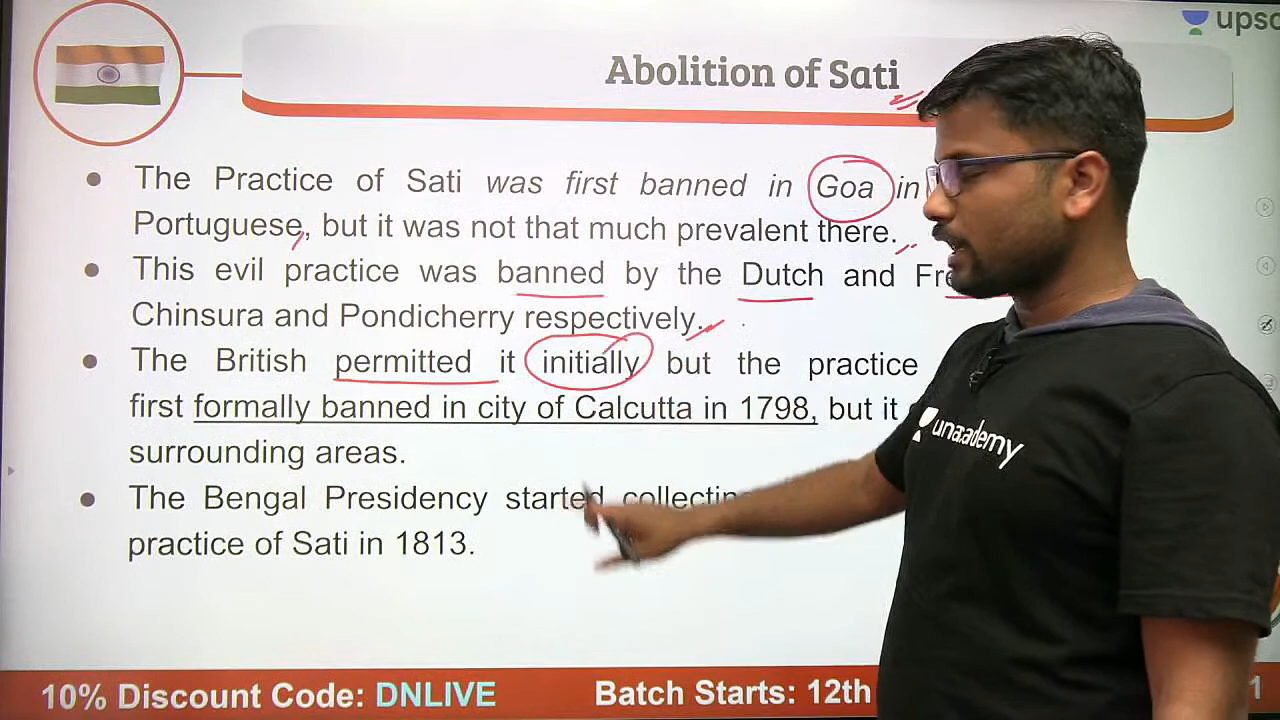 upsc
Abolition of Sati
The Practice of Sati was first banned in Goa in
Portuguese, but it was not that much prevalent there.
This evil practice was banned by the Dutch and
Chinsura and Pondicherry respectively.
The British permitted it initially but the practice
first formally banned in city of Calcutta in 1798, but it
surrounding areas.
The Bengal Presidency started
practice of Sati in 1813.
unacademy
10% Discount Code: DNLIVE
Batch Starts: 12th
1